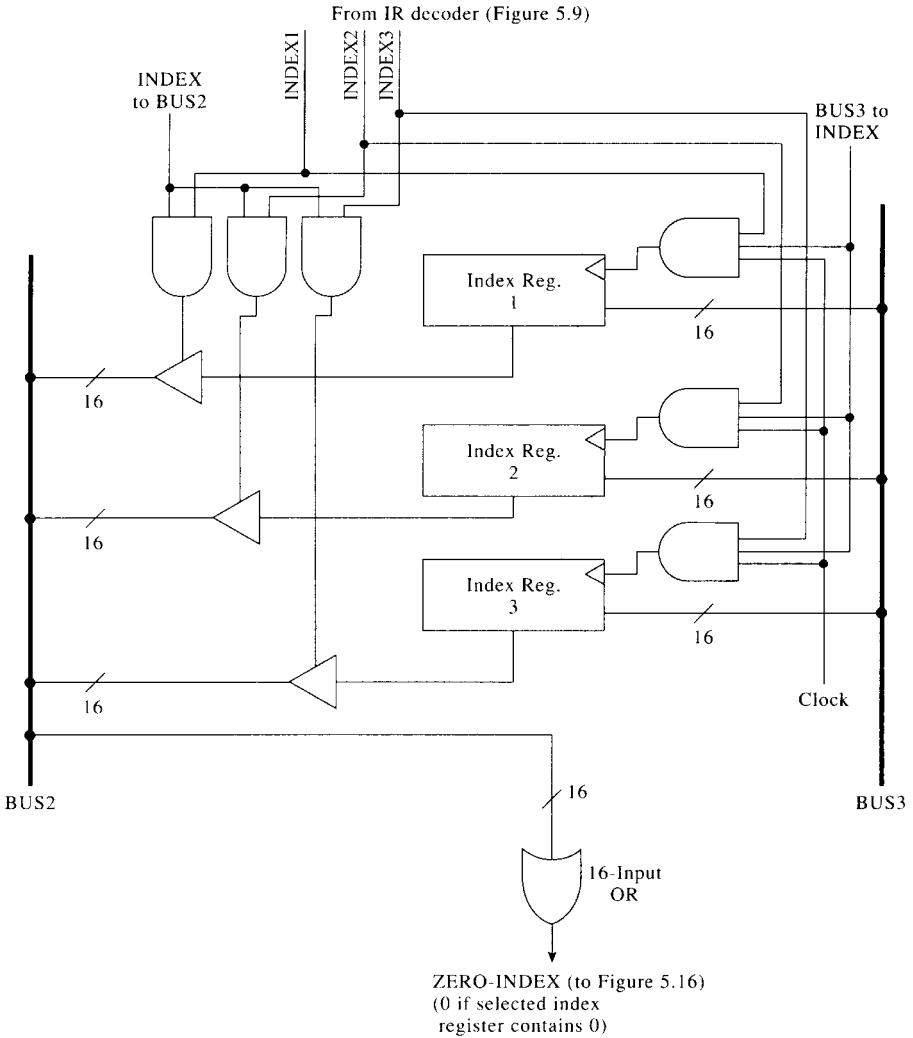 From IR decoder (Figure 5.9)
INDEX1
INDEX2
INDEX3
INDEX
to BUS2
BUS3 to
INDEX
Index Reg.
1
16
16
Index Reg.
2
16
16
Index Reg.
3
16
16
Clock
BUS2
BUS3
16
16-Input
OR
ZERO-INDEX (to Figure 5.16)
(0 if selected index
register contains 0)